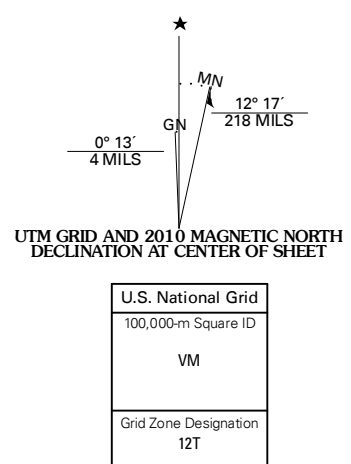 MN
GN
12° 17´
218 MILS
0° 13´
4 MILS
UTM GRID AND 2010 MAGNETIC NORTH
DECLINATION AT CENTER OF SHEET
U.S. National Grid
100,000-m Square ID
VM
Grid Zone Designation
12T